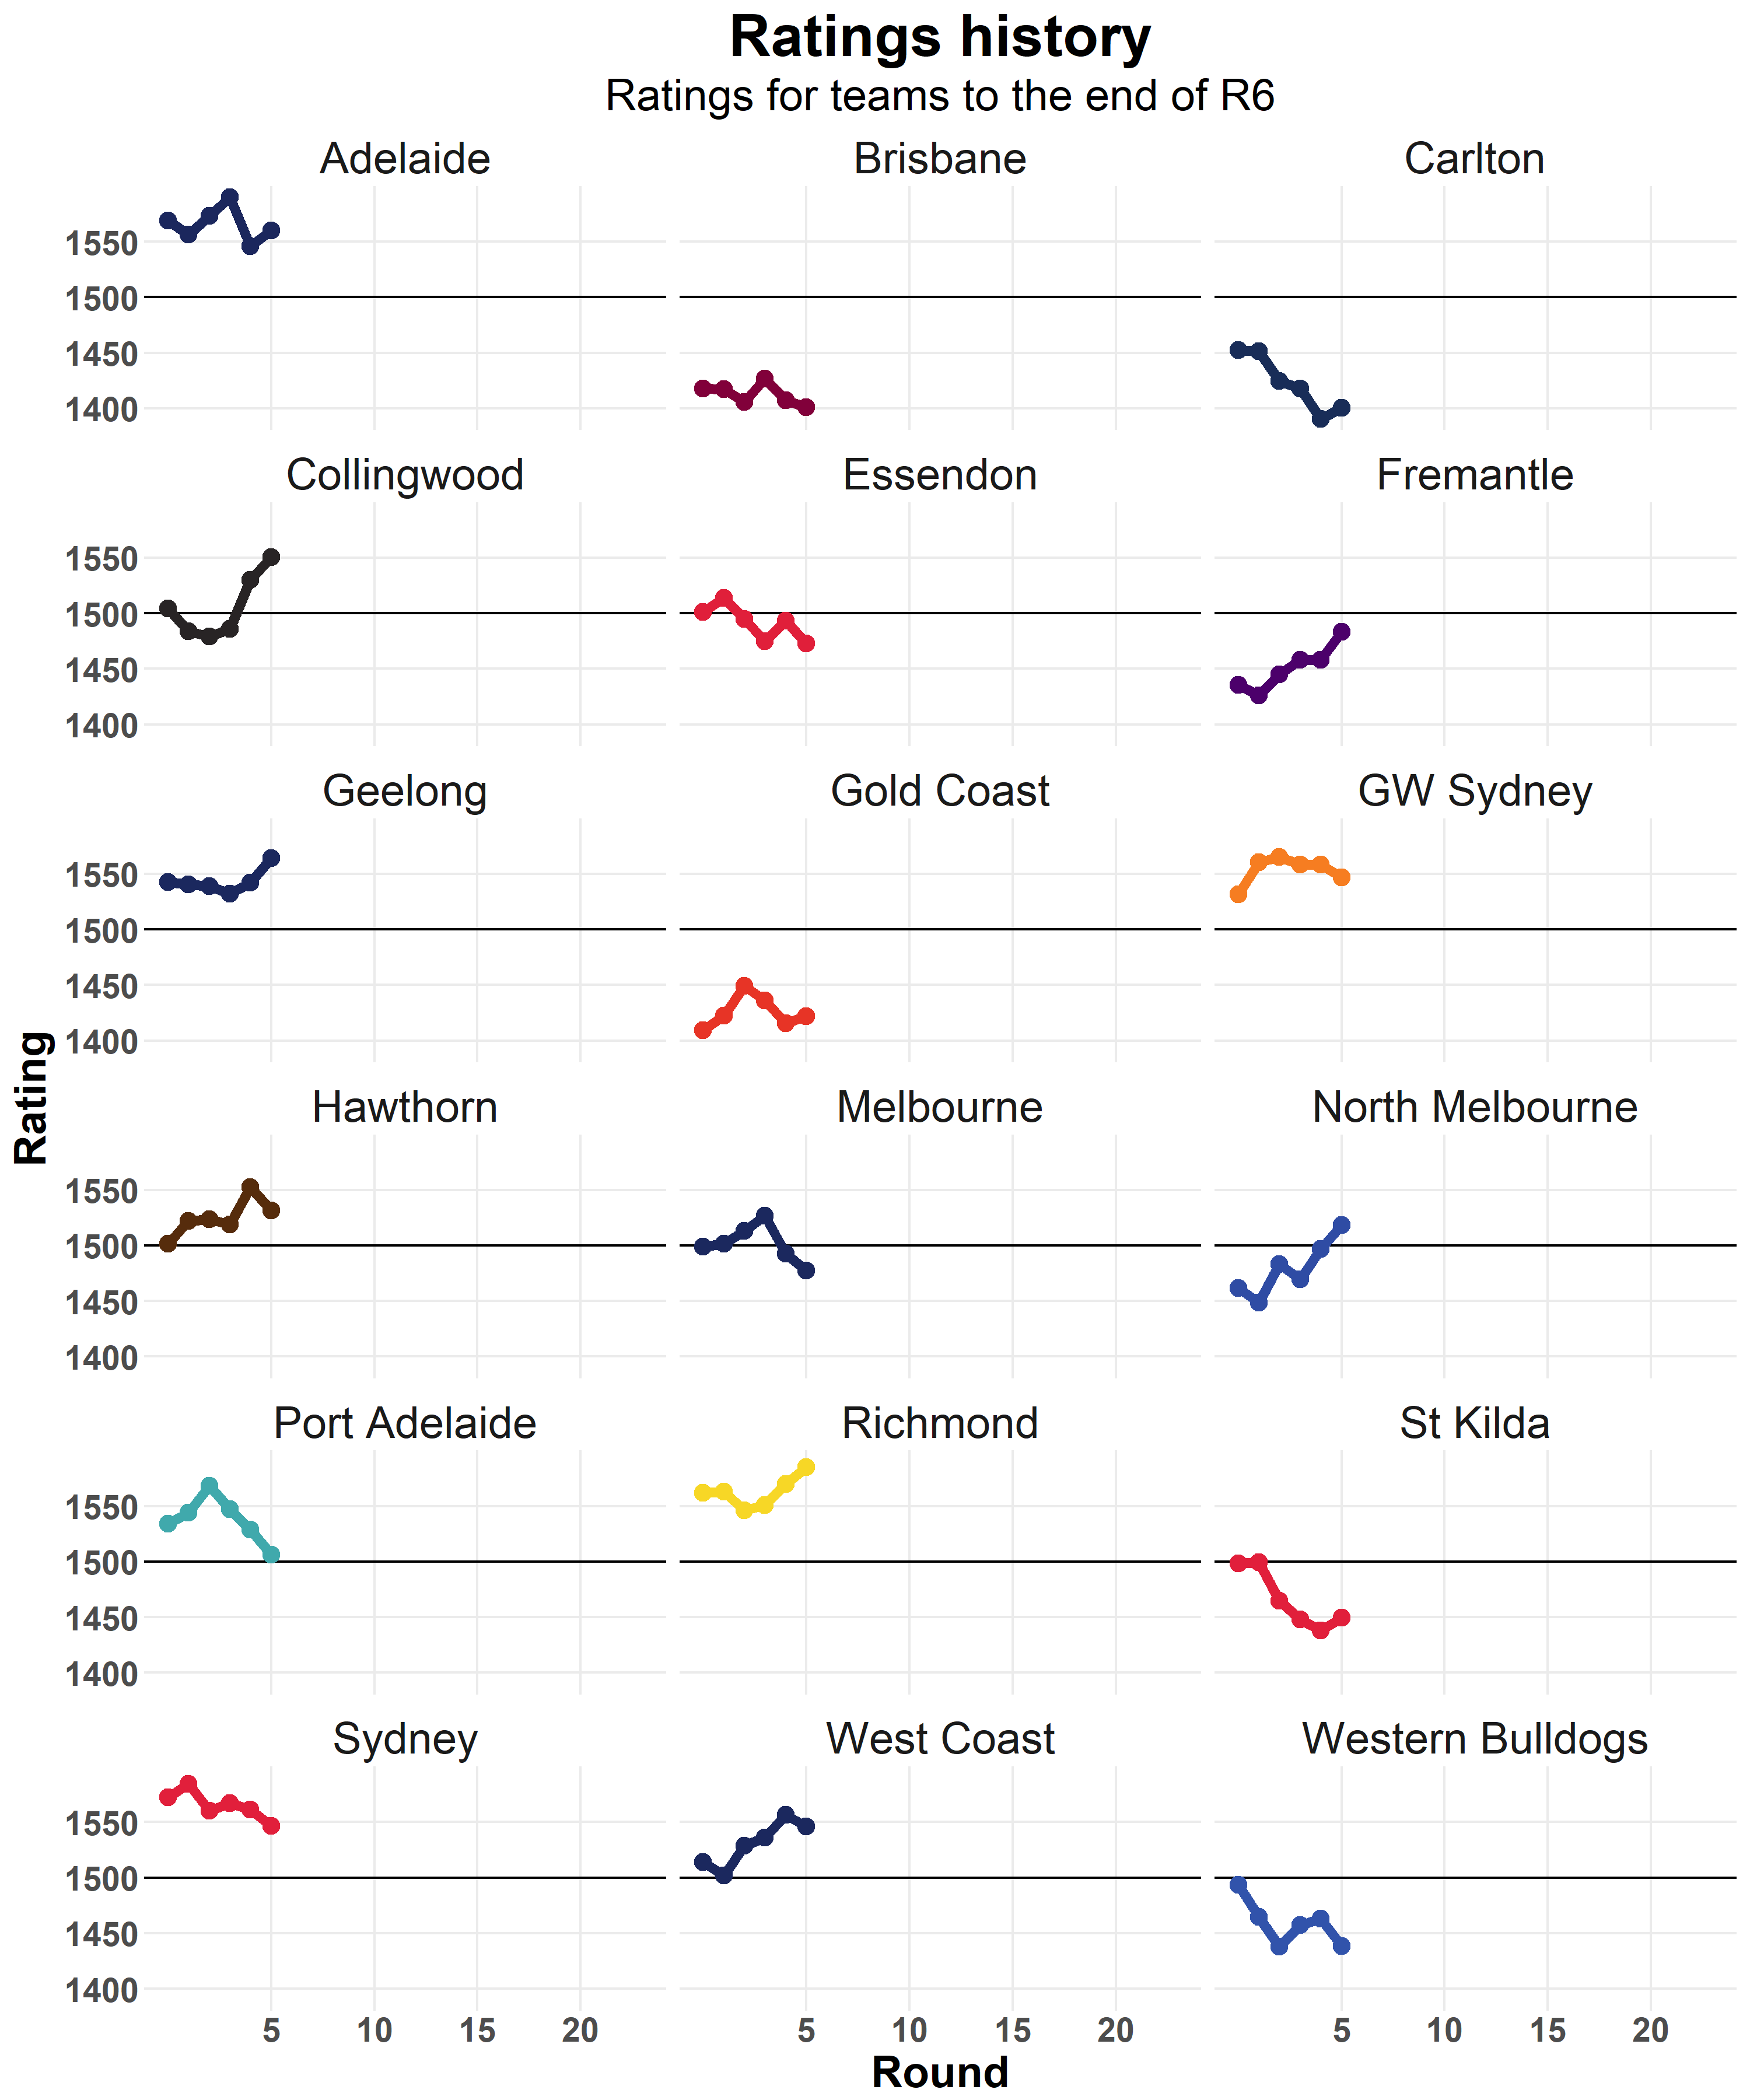 Ratings history
Ratings for teams to the end of R6
Adelaide Brisbane Carlton
1550
1500
1450
1400
Collingwood Essendon Fremantle
1550
1500
1450
1400
Geelong Gold Coast GW Sydney
1550
1500
1450
1400
Rating
Hawthorn Melbourne North Melbourne
1550
1500
1450
1400
Port Adelaide Richmond St Kilda
1550
1500
1450
1400
Sydney West Coast Western Bulldogs
1550
1500
1450
1400
5 10 15 20 5 10 15 20 5 10 15 20
Round